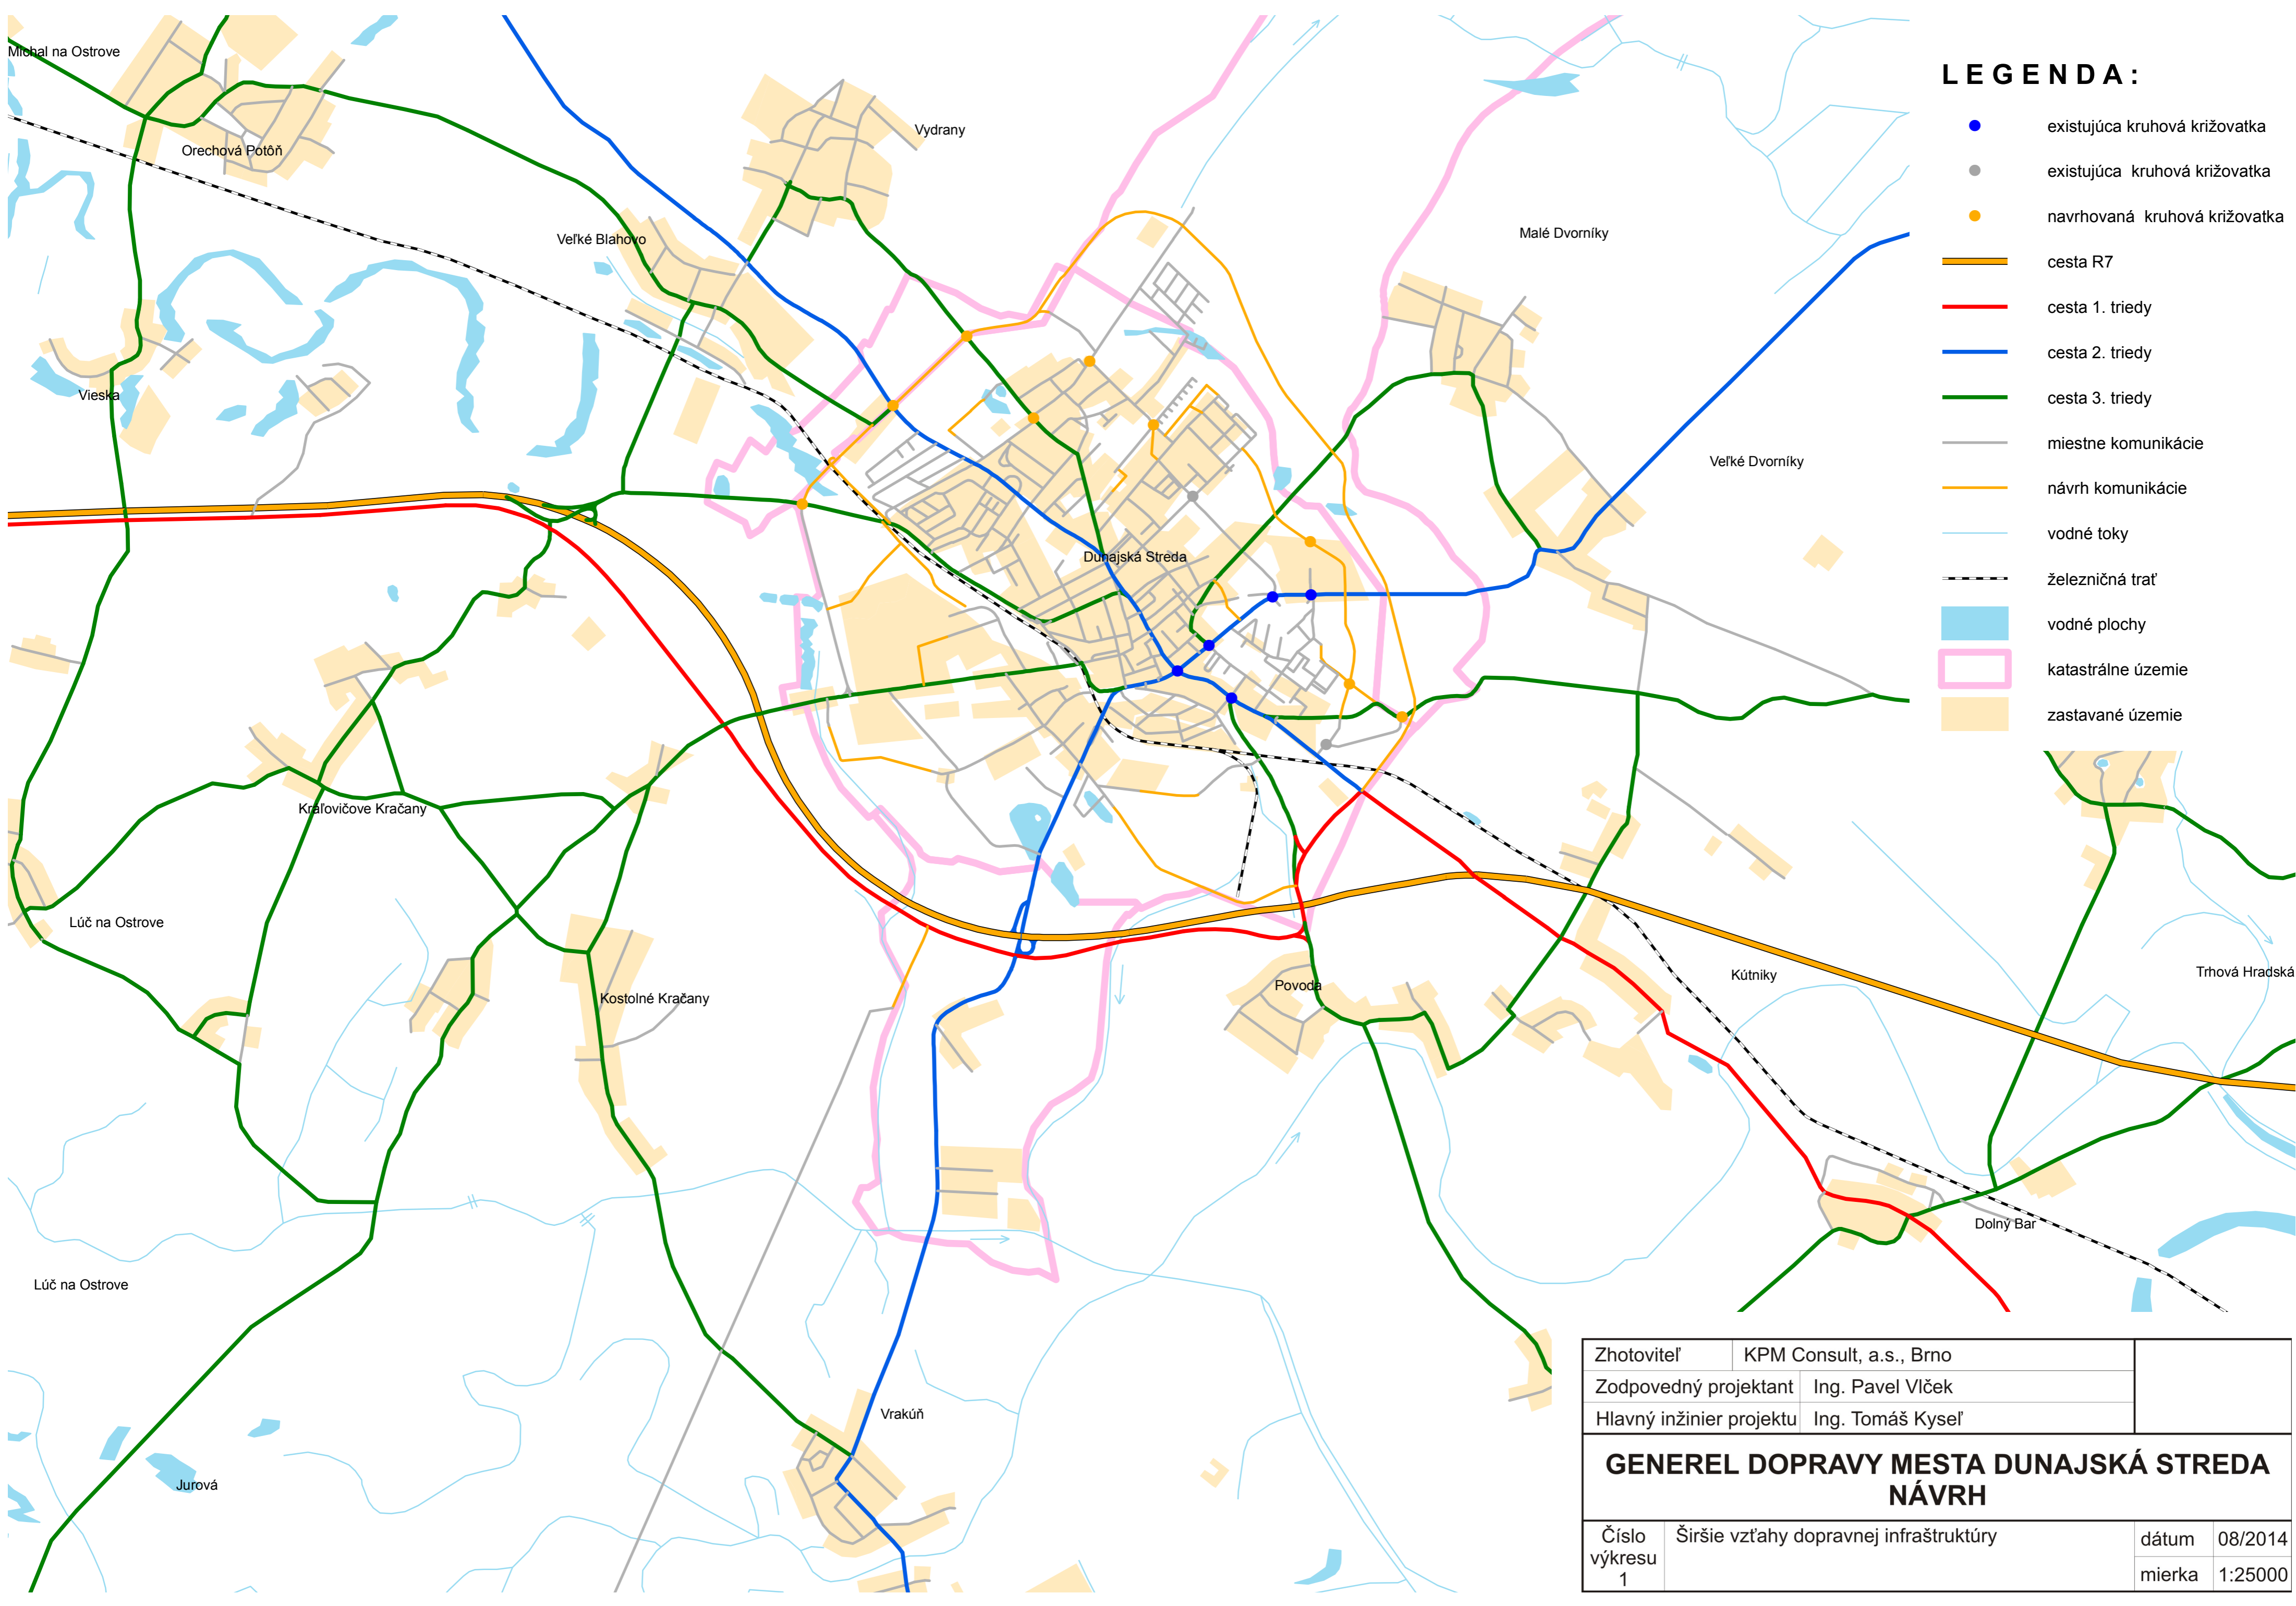 Michal na Ostrove
Orechová Potôň
Vydrany
Veľké Blahovo
Malé Dvorníky
Vieska
Veľké Dvorníky
Dunajská Streda
Kráľovičove Kračany
Lúč na Ostrove
Kostolné Kračany
Povoda
Kútniky
Trhová Hradská
Dolný Bar
Lúč na Ostrove
Vrakúň
Jurová
LEGENDA:
existujúca kruhová križovatka
existujúca kruhová križovatka
navrhovaná kruhová križovatka
cesta R7
cesta 1. triedy
cesta 2. triedy
cesta 3. triedy
miestne komunikácie
návrh komunikácie
vodné toky
železničná trať
vodné plochy
katastrálne územie
zastavané územie
Zhotoviteľ KPM Consult, a.s., Brno
Zodpovedný projektant Ing. Pavel Vlček
Hlavný inžinier projektu Ing. Tomáš Kyseľ
GENEREL DOPRAVY MESTA DUNAJSKÁ STREDA
NÁVRH
Číslo
výkresu
1
Širšie vzťahy dopravnej infraštruktúry
dátum 08/2014
mierka 1:25000